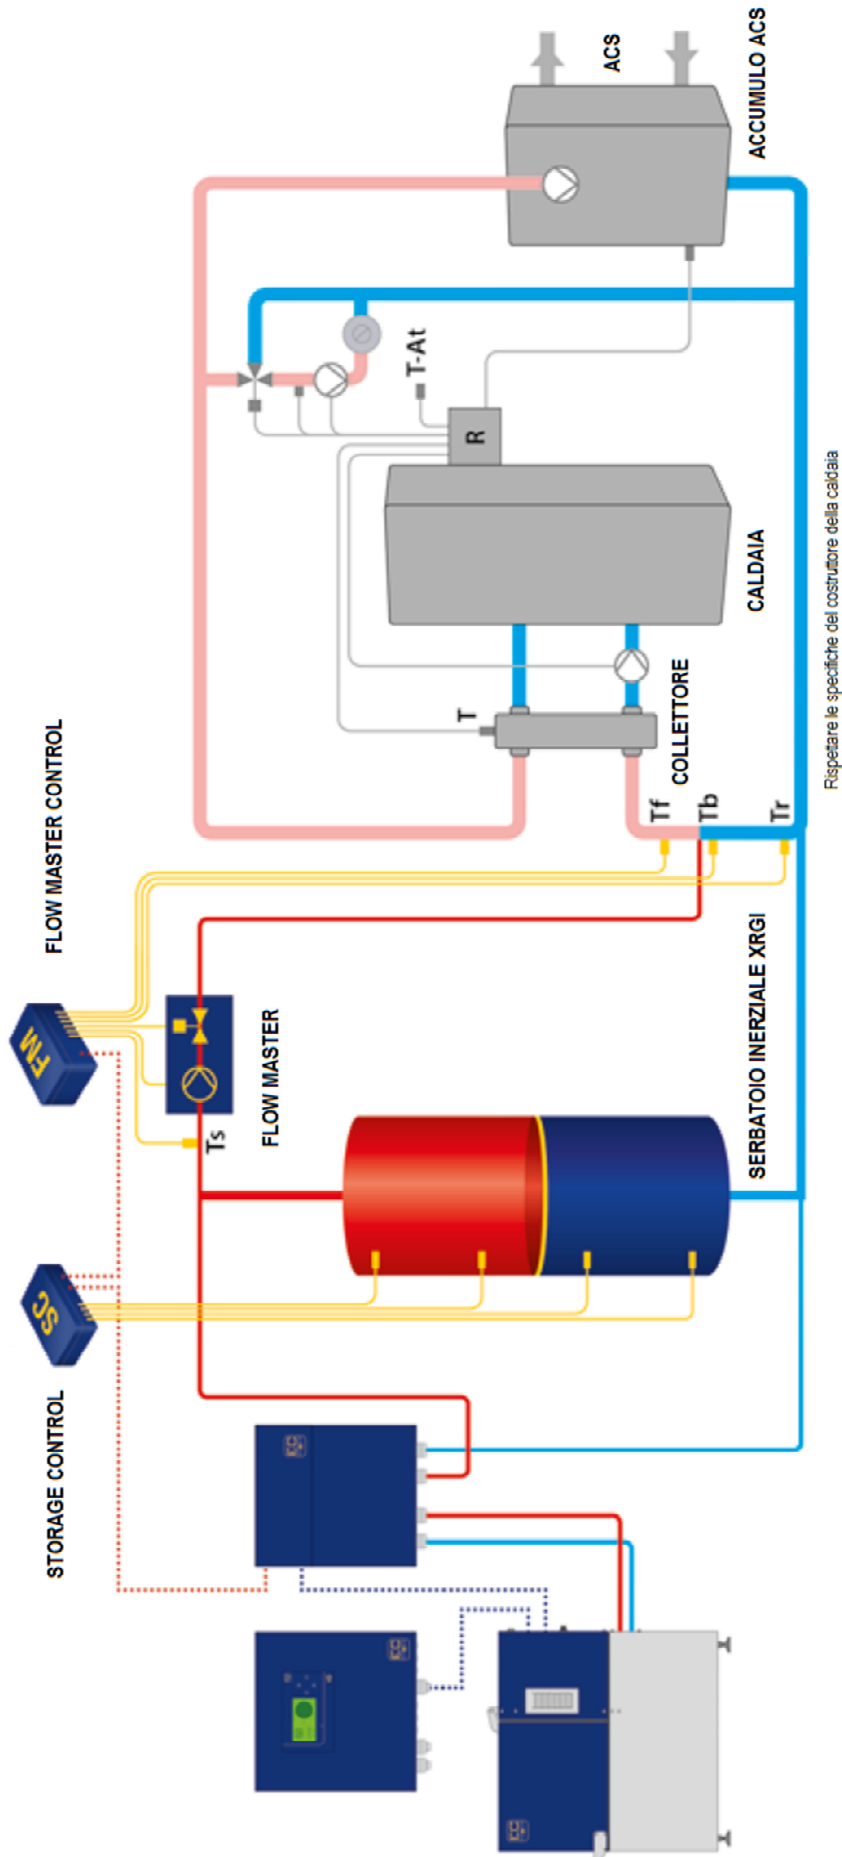 STORAGE CONTROL
SC
FLOW MASTER CONTROL
FM
Ts
FLOW MASTER
SERBATOIO INERZIALE XRGI
Tf
Tb
Tr
T
COLLETTORE
CALDAIA
R
T-At
ACS
ACCUMULO ACS
Rispettare le specifiche del costruttore della caldaia